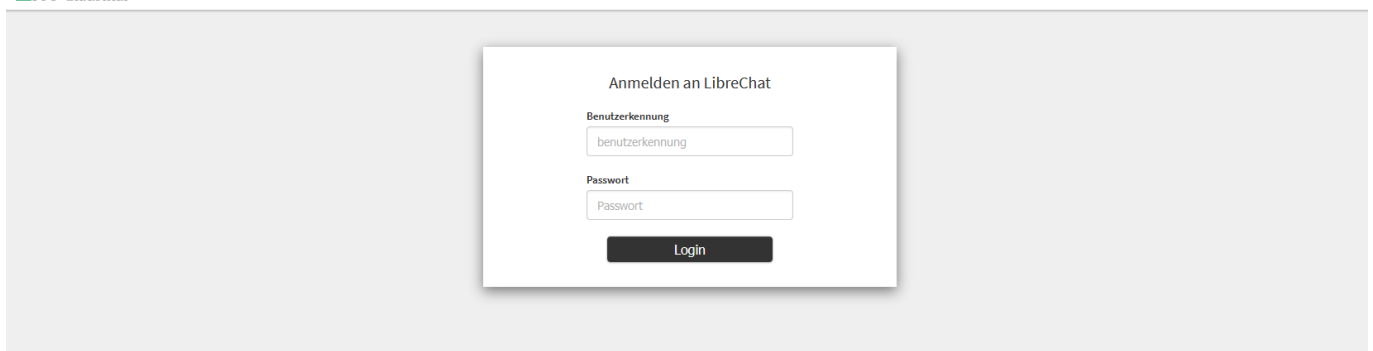 Anmelden an LibreChat
Benutzerkennung
benutzerkennung
Passwort
Passwort
Login